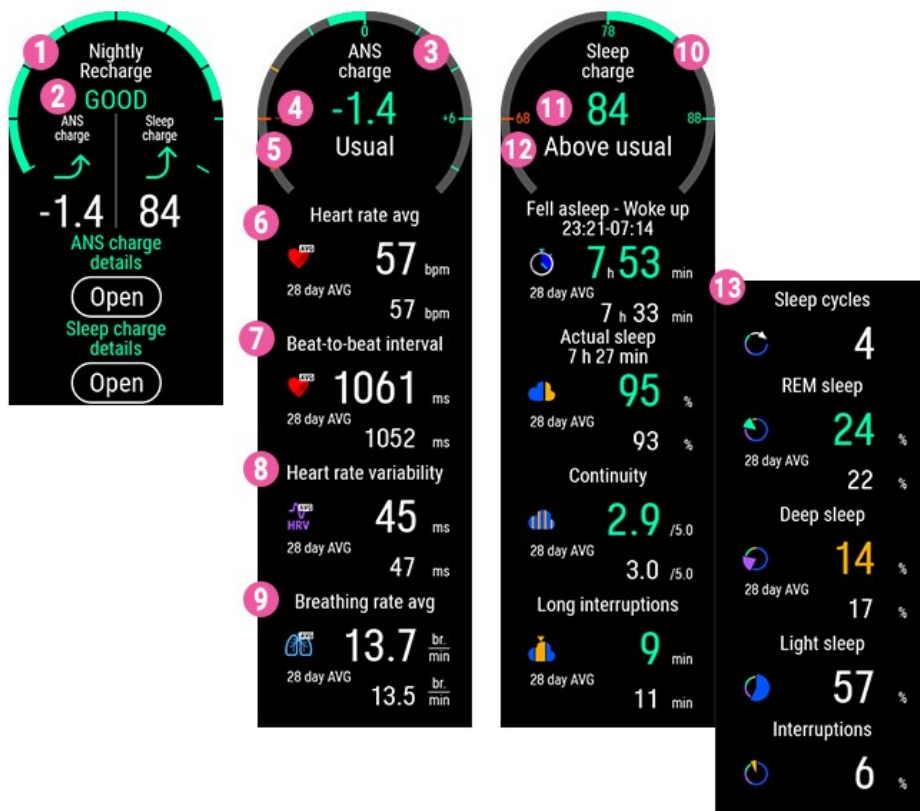 1
Nightly
Recharge
2
GOOD
ANS
charge
Sleep
charge
-1.4
84
ANS charge
details
Open
Sleep charge
details
Open
0
3
ANS
charge
4
-1.4
+6
5
Usual
6
Heart rate avg
AVG
57 bpm
28 day AVG
57 bpm
7
Beat-to-beat interval
AVG
1061 ms
28 day AVG
1052 ms
8
Heart rate variability
AVG
HRV
45 ms
28 day AVG
47 ms
9
Breathing rate avg
AVG
13.7 br.
min
28 day AVG
13.5 br.
min
78
10
Sleep
charge
68
11
84
88
12
Above usual
Fell asleep - Woke up
23:21-07:14
7 h 53 min
28 day AVG
7 h 33 min
Actual sleep
7 h 27 min
95 %
28 day AVG
93 %
Continuity
2.9 /5.0
28 day AVG
3.0 /5.0
Long interruptions
9 min
28 day AVG
11 min
13
Sleep cycles
4
REM sleep
24 %
28 day AVG
22 %
Deep sleep
14 %
28 day AVG
17 %
Light sleep
57 %
Interruptions
6 %